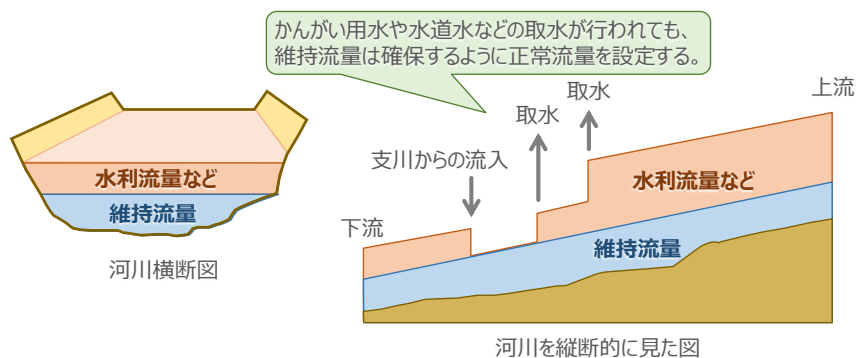 かんがい用水や水道水などの取水が行われても、
維持流量は確保するように正常流量を設定する。
上流
取水
取水
支川からの流入
水利流量など
水利流量など
維持流量
下流
維持流量
河川横断図
河川を縦断的に見た図